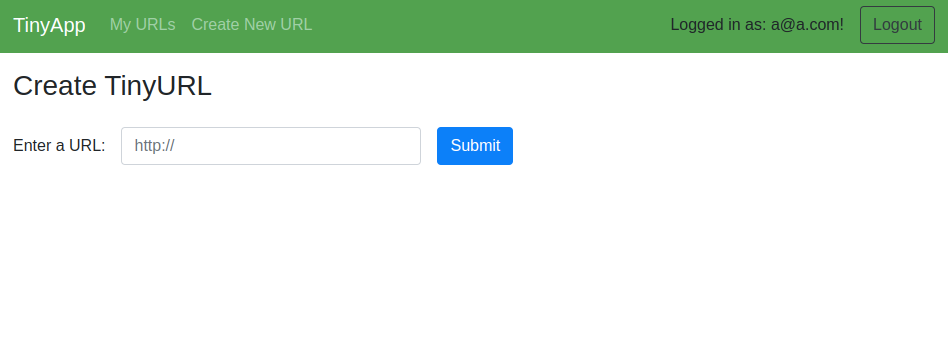 TinyApp My URLs Create New URL Logged in as: a@a.com! Logout
Create TinyURL
Enter a URL: http:// Submit